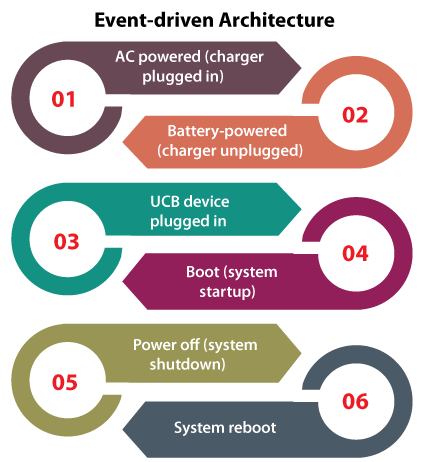 Event-driven Architecture
01
AC powered (charger
plugged in)
02
Battery-powered
(charger unplugged)
03
UCB device
plugged in
04
Boot (system
startup)
05
Power off (system
shutdown)
06
System reboot